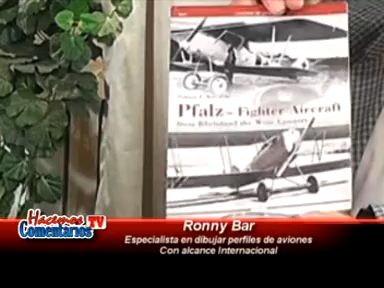 Pfalz - Fighter Aircraft
Hacemos TV
Comentarios
Ronny Bar
Especialista en dibujar perfiles de aviones
Con alcance Internacional